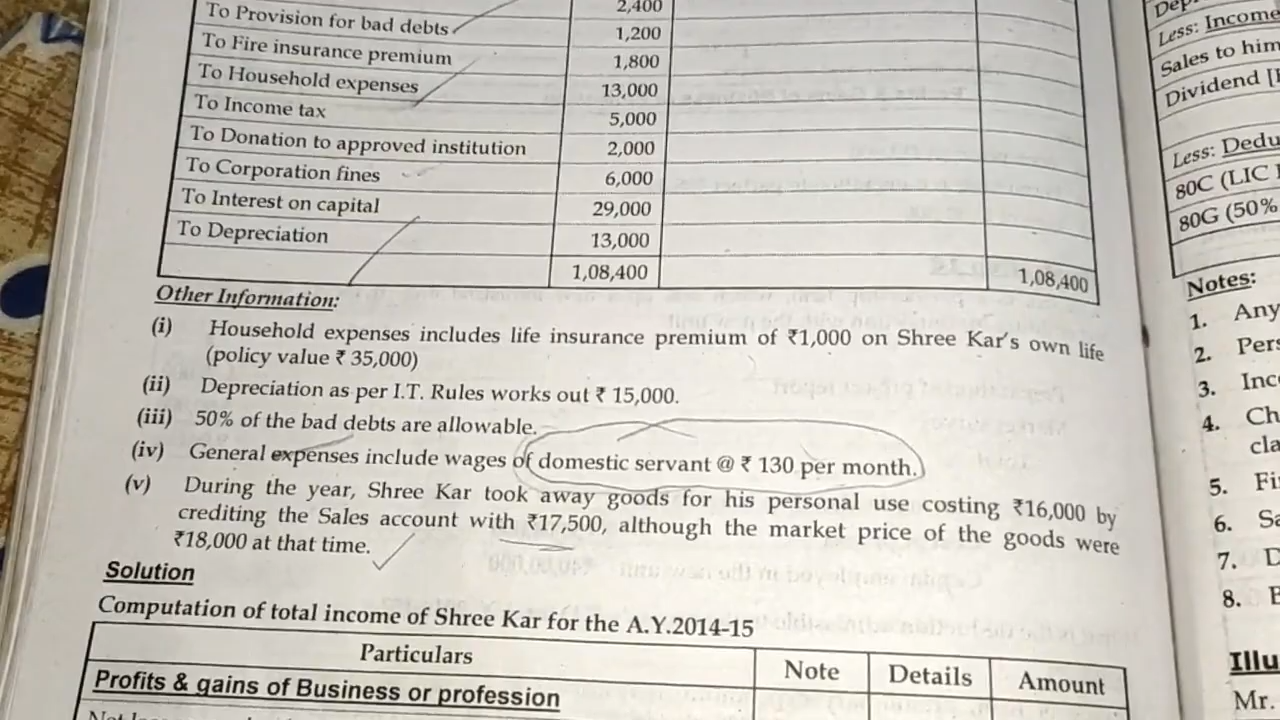 2,400
To Provision for bad debts 1,200
To Fire insurance premium 1,800
To Household expenses 13,000
To Income tax 5,000
To Donation to approved institution 2,000
To Corporation fines 6,000
To Interest on capital 29,000
To Depreciation 13,000
1,08,400 1,08,400
Other Information:
(i) Household expenses includes life insurance premium of ₹1,000 on Shree Kar's own life
(policy value ₹ 35,000)
(ii) Depreciation as per I.T. Rules works out ₹ 15,000.
(iii) 50% of the bad debts are allowable.
(iv) General expenses include wages of domestic servant @ ₹ 130 per month.
(v) During the year, Shree Kar took away goods for his personal use costing ₹16,000 by
crediting the Sales account with ₹17,500, although the market price of the goods were
₹18,000 at that time.
Solution
Computation of total income of Shree Kar for the A.Y.2014-15
Particulars Note Details Amount
Profits & gains of Business or profession
Less: Income
Sales to him
Dividend [
Less: Dedu
80C (LIC
80G (50%
Notes:
1. Any
2. Pers
3. Inc
4. Ch
cla
5. Fi
6. Sa
7. D
8.
Illu
Mr.